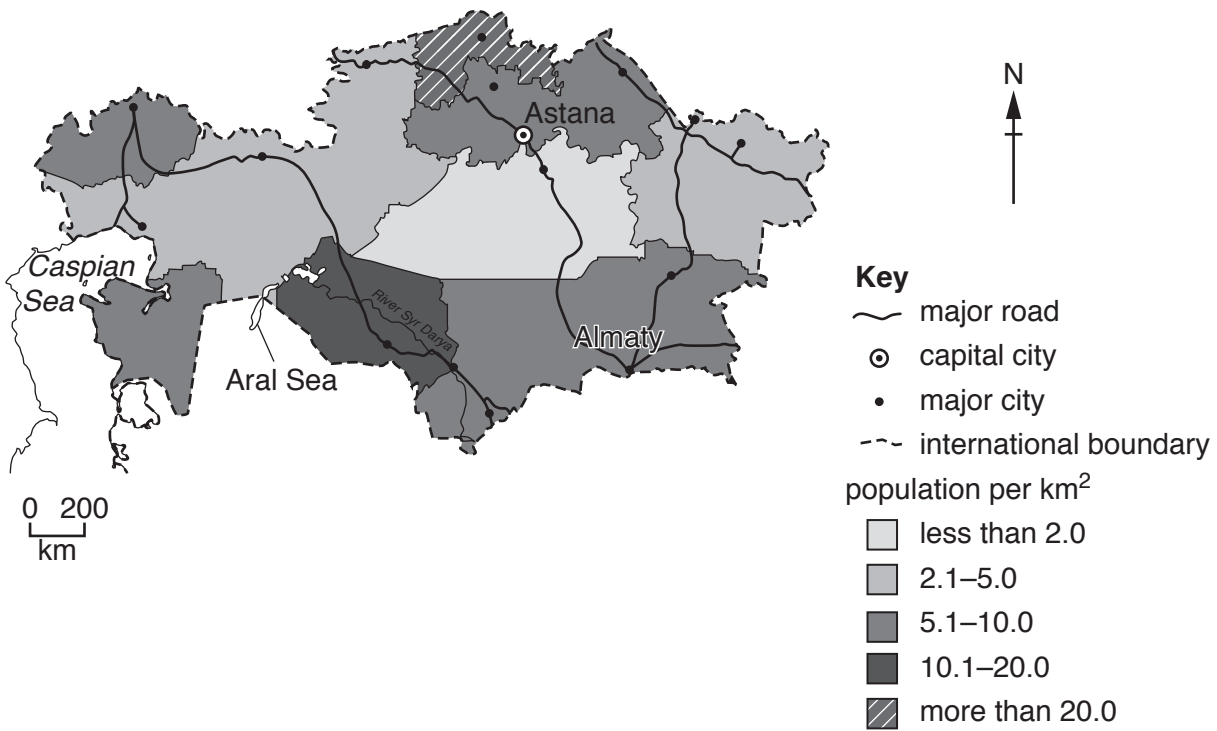 Astana
N
Caspian
Sea
River Syr Darya
Almaty
Aral Sea
0 200
km
Key
major road
capital city
major city
international boundary
population per km²
less than 2.0
2.1–5.0
5.1–10.0
10.1–20.0
more than 20.0